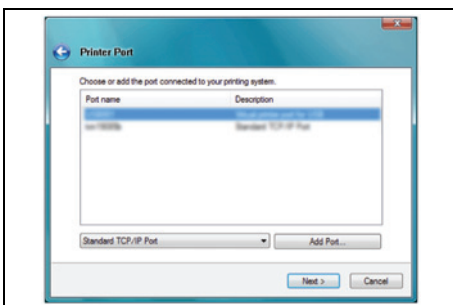 Printer Port
Choose or add the port connected to your printing system.
Port name Description
Standard TCP/IP Port
Standard TCP/IP Port Add Port...
Next > Cancel